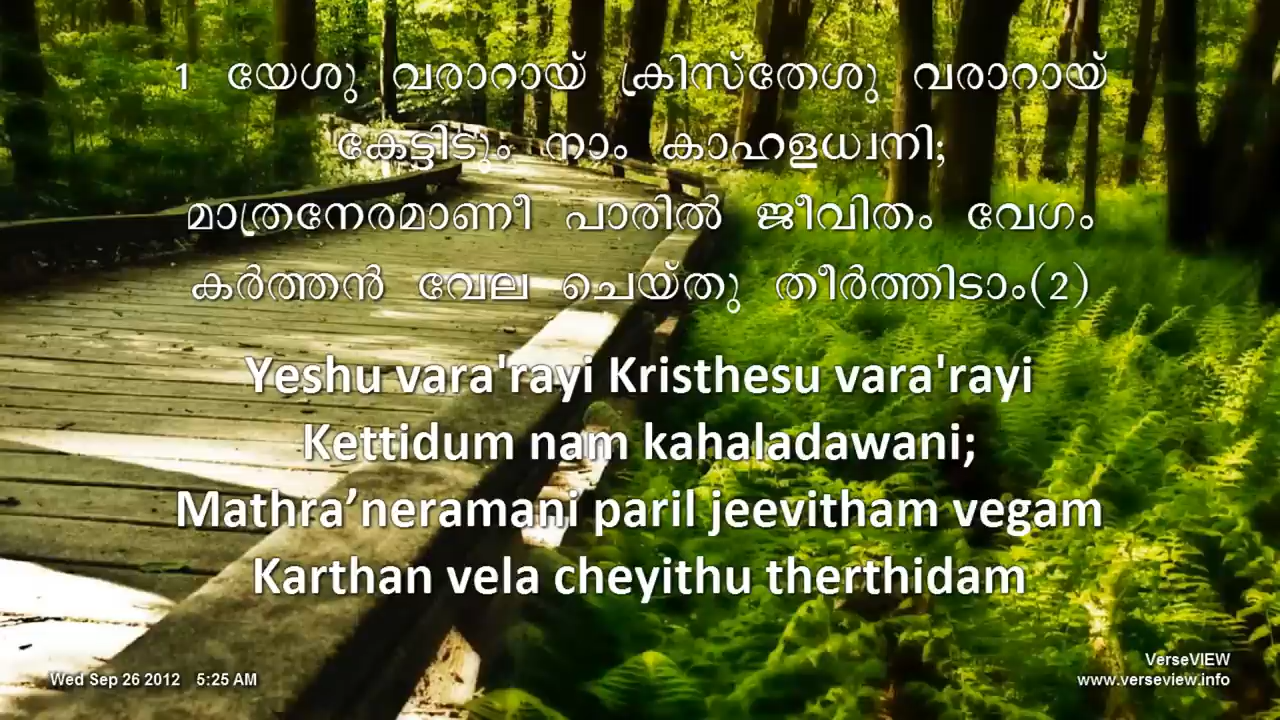 1 യേശു വരാറായ് ക്രിസ്തേശു വരാറായ്
കേട്ടിടും നാം കാഹളധ്വനി;
മാത്രനേരമാണീ പാരിൽ ജീവിതം വേഗം
കർത്തൻ വേല ചെയ്തു തീർത്തിടാം(2)
Yeshu vara'rayi Kristhesu vara'rayi
Kettidum nam kahaladawani;
Mathra’neramani paril jeevitham vegam
Karthan vela cheyithu therthidam
Wed Sep 26 2012 5:25 AM
VerseVIEW
www.verseview.info